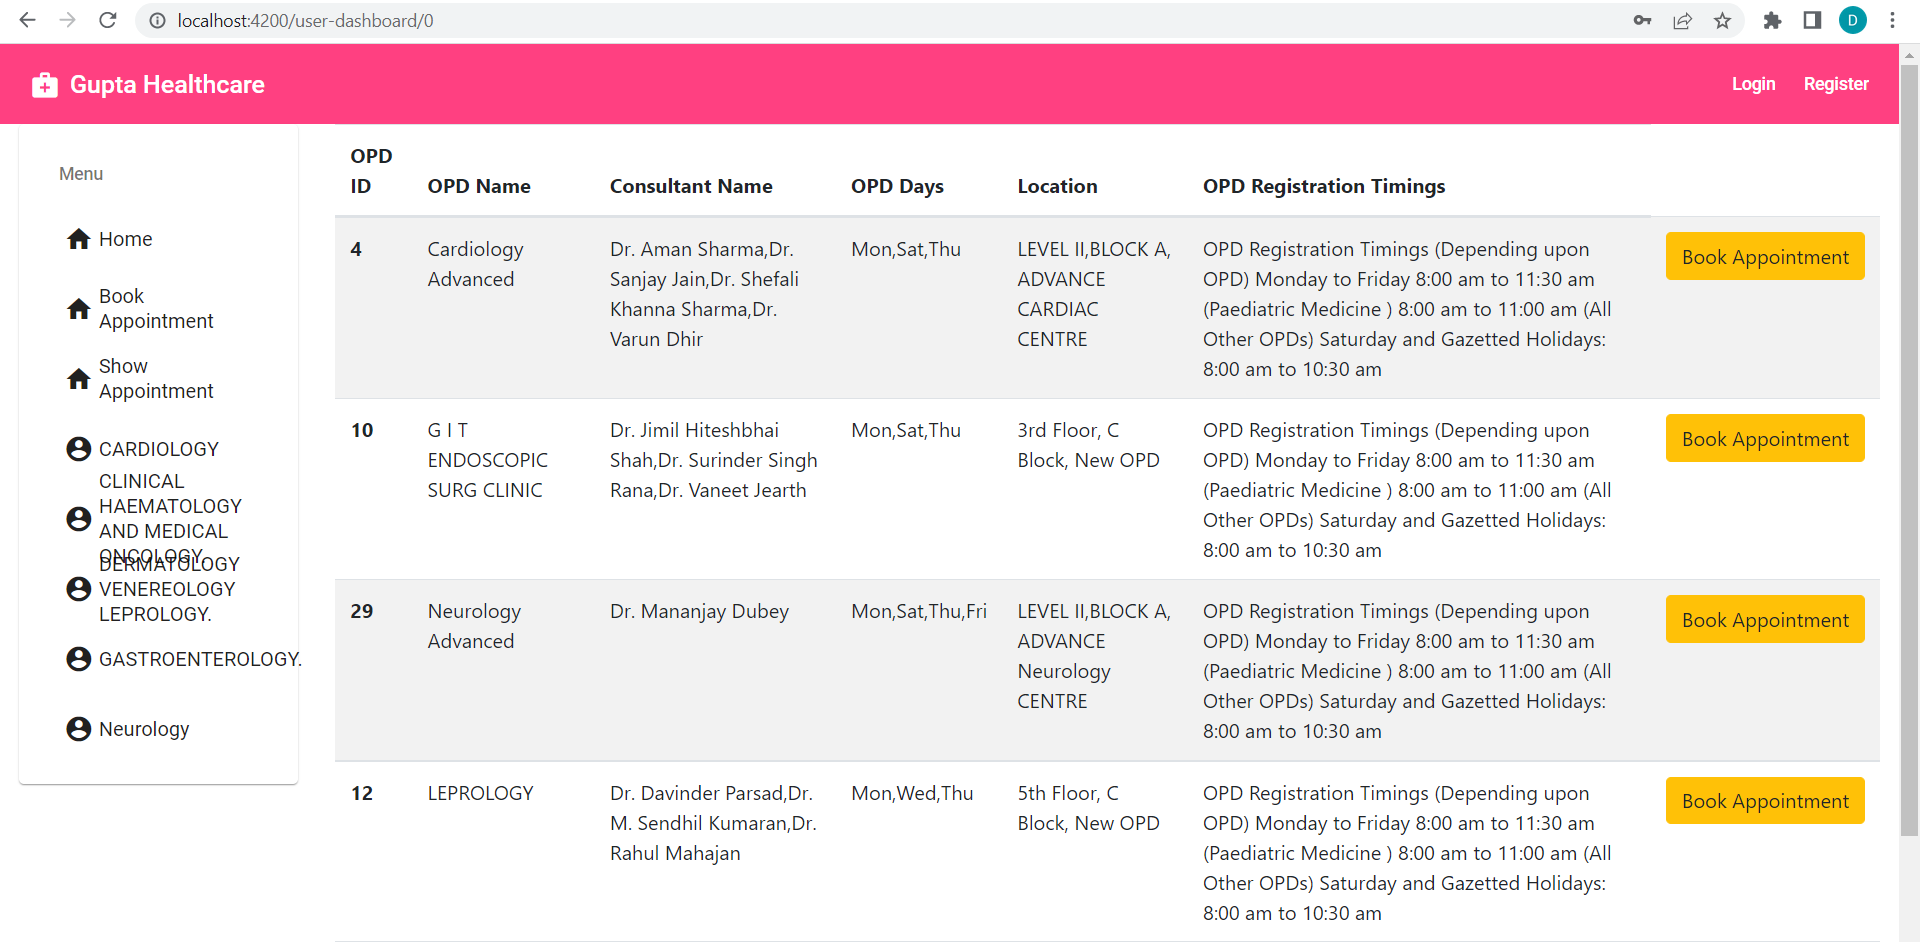 localhost:4200/user-dashboard/0
D
Gupta Healthcare
Login
Register
Menu
Home
Book
Appointment
Show
Appointment
CARDIOLOGY
CLINICAL
HAEMATOLOGY
AND MEDICAL
ONCOLOGY.
DERMATOLOGY
VENEREOLOGY
LEPROLOGY.
GASTROENTEROLOGY.
Neurology
OPD
ID
OPD Name
Consultant Name
OPD Days
Location
OPD Registration Timings
4
Cardiology
Advanced
Dr. Aman Sharma,Dr.
Sanjay Jain,Dr. Shefali
Khanna Sharma,Dr.
Varun Dhir
Mon,Sat,Thu
LEVEL II,BLOCK A,
ADVANCE
CARDIAC
CENTRE
OPD Registration Timings (Depending upon
OPD) Monday to Friday 8:00 am to 11:30 am
(Paediatric Medicine ) 8:00 am to 11:00 am (All
Other OPDs) Saturday and Gazetted Holidays:
8:00 am to 10:30 am
Book Appointment
10
G I T
ENDOSCOPIC
SURG CLINIC
Dr. Jimil Hiteshbhai
Shah,Dr. Surinder Singh
Rana,Dr. Vaneet Jearth
Mon,Sat,Thu
3rd Floor, C
Block, New OPD
OPD Registration Timings (Depending upon
OPD) Monday to Friday 8:00 am to 11:30 am
(Paediatric Medicine ) 8:00 am to 11:00 am (All
Other OPDs) Saturday and Gazetted Holidays:
8:00 am to 10:30 am
Book Appointment
29
Neurology
Advanced
Dr. Mananjay Dubey
Mon,Sat,Thu,Fri
LEVEL II,BLOCK A,
ADVANCE
Neurology
CENTRE
OPD Registration Timings (Depending upon
OPD) Monday to Friday 8:00 am to 11:30 am
(Paediatric Medicine ) 8:00 am to 11:00 am (All
Other OPDs) Saturday and Gazetted Holidays:
8:00 am to 10:30 am
Book Appointment
12
LEPROLOGY
Dr. Davinder Parsad,Dr.
M. Sendhil Kumaran,Dr.
Rahul Mahajan
Mon,Wed,Thu
5th Floor, C
Block, New OPD
OPD Registration Timings (Depending upon
OPD) Monday to Friday 8:00 am to 11:30 am
(Paediatric Medicine ) 8:00 am to 11:00 am (All
Other OPDs) Saturday and Gazetted Holidays:
8:00 am to 10:30 am
Book Appointment